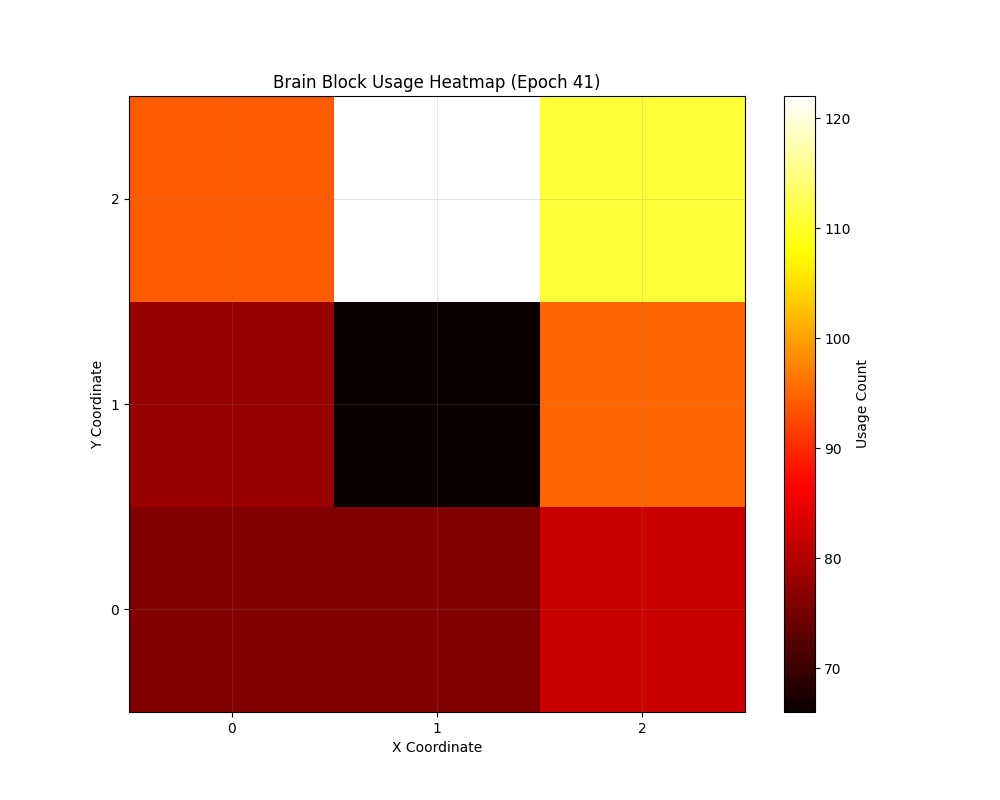 Brain Block Usage Heatmap (Epoch 41)
2
1
0
Y Coordinate
0 1 2
X Coordinate
120
110
100
90
80
70
Usage Count